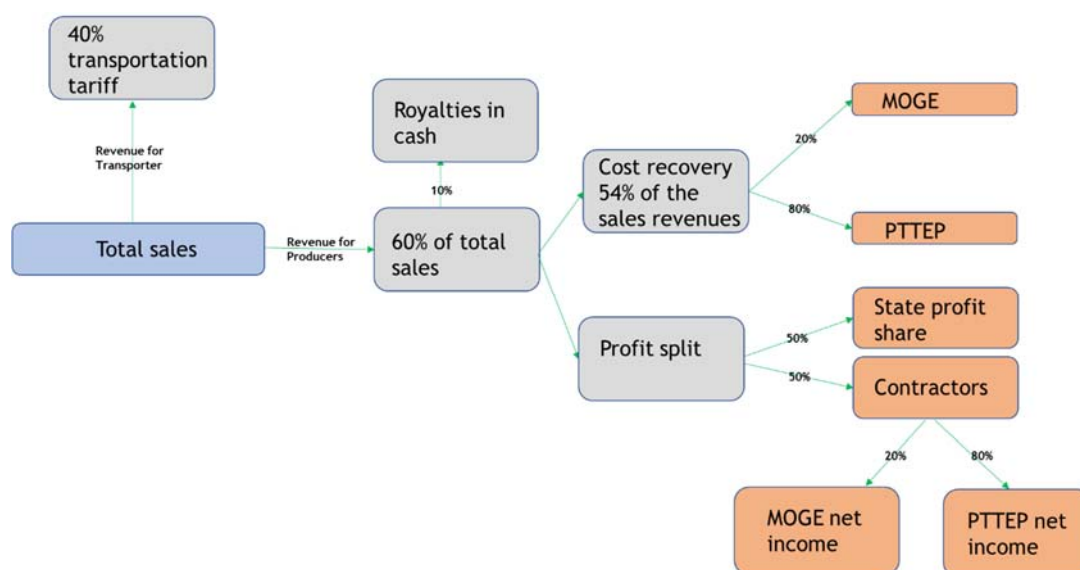 40%
transportation
tariff
Revenue for
Transporter
Total sales
Revenue for
Producers
Royalties in
cash
10%
60% of total
sales
Cost recovery
54% of the
sales revenues
20%
80%
MOGE
PTTEP
Profit split
50%
50%
State profit
share
Contractors
20%
80%
MOGE net
income
PTTEP net
income